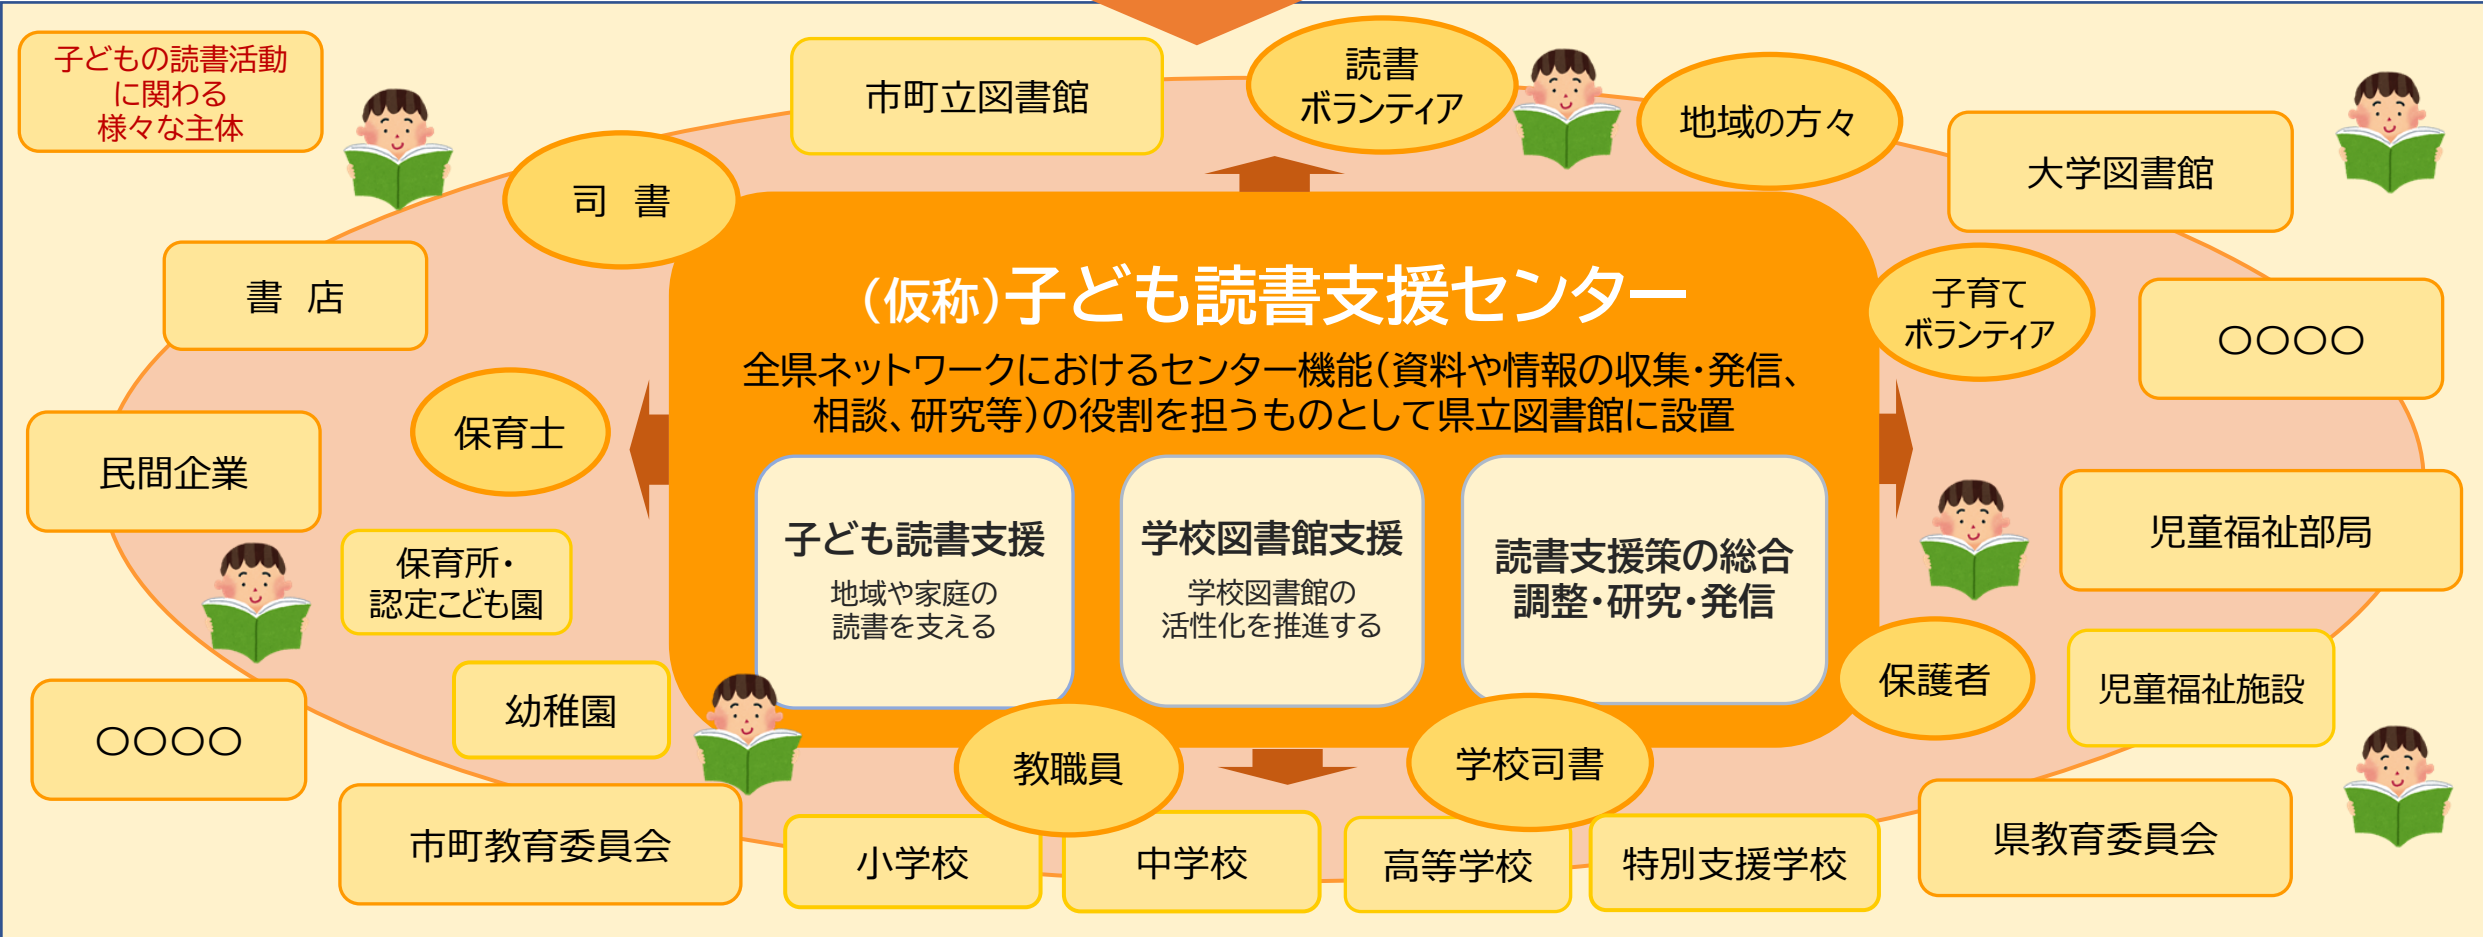 子どもの読書活動
に関わる
様々な主体
市町立図書館
読書
ボランティア
地域の方々
大学図書館
司　書
書　店
子育て
ボランティア
〇〇〇〇
(仮称)子ども読書支援センター
全県ネットワークにおけるセンター機能(資料や情報の収集・発信、
相談、研究等)の役割を担うものとして県立図書館に設置
保育士
民間企業
子ども読書支援
地域や家庭の
読書を支える
学校図書館支援
学校図書館の
活性化を推進する
読書支援策の総合
調整・研究・発信
児童福祉部局
保育所・
認定こども園
保護者
児童福祉施設
幼稚園
〇〇〇〇
教職員
学校司書
市町教育委員会
小学校
中学校
高等学校
特別支援学校
県教育委員会